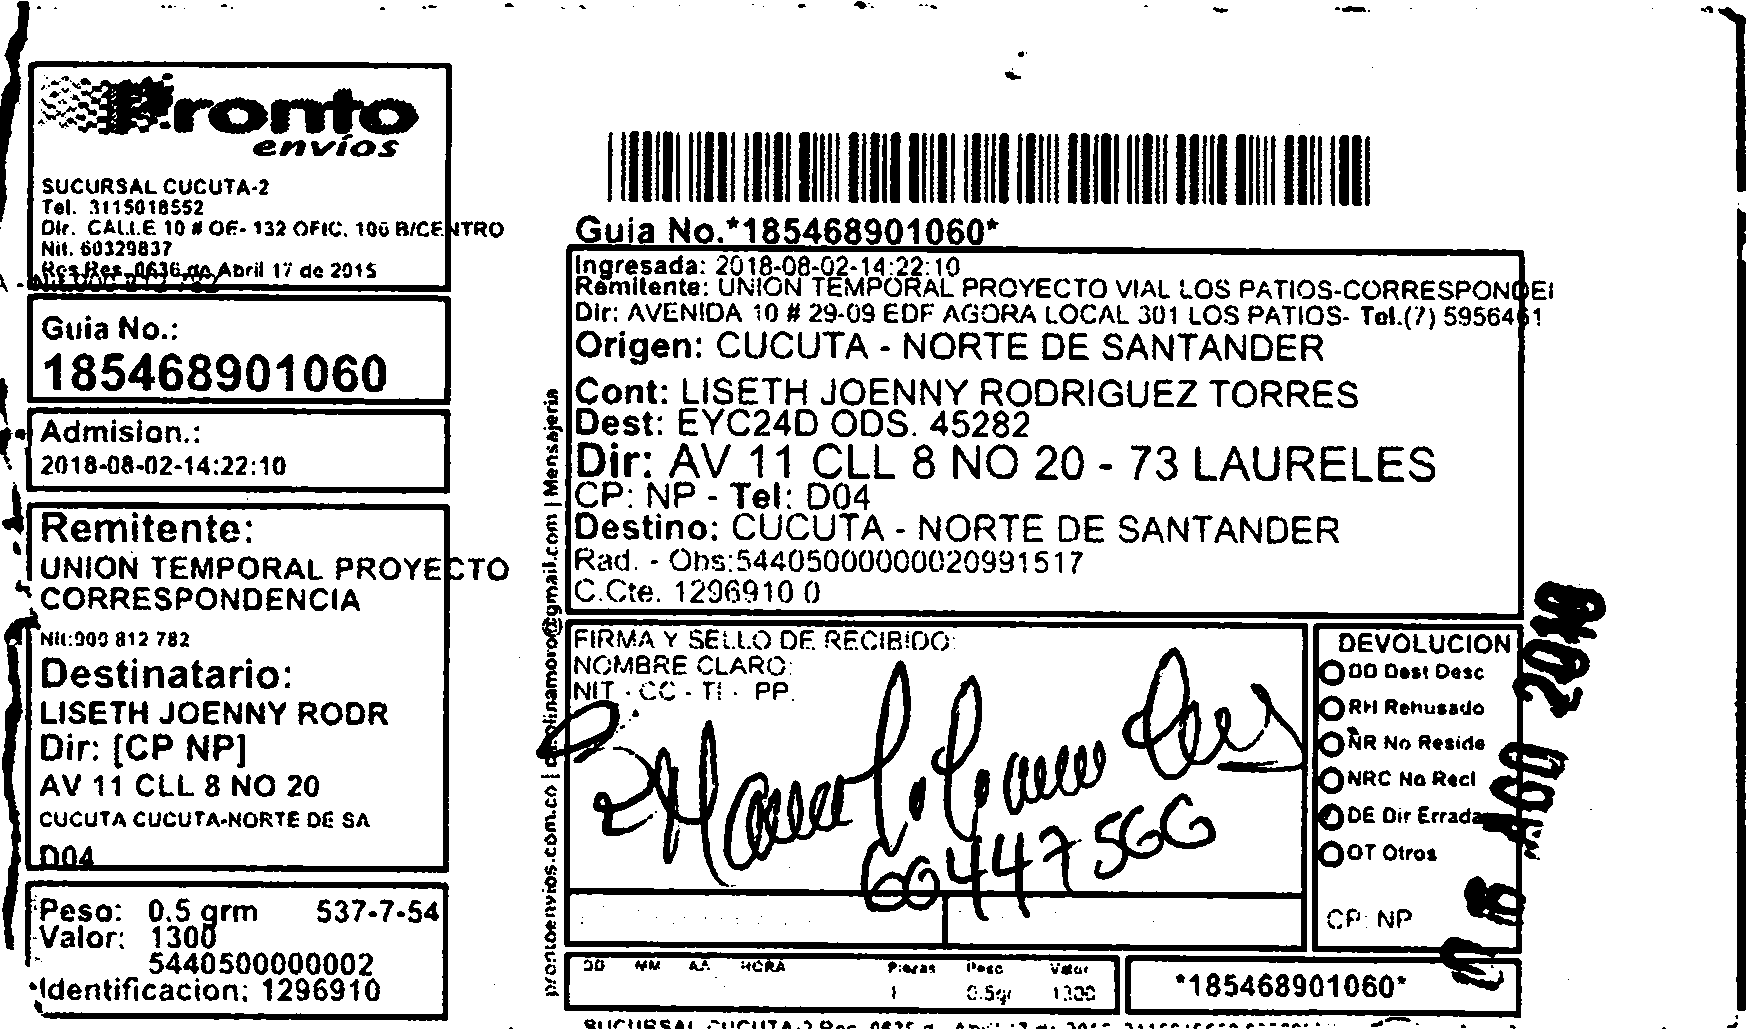 Pronto
envíos
SUCURSAL CUCUTA-2
Tel. 3115018552
Dir. CALLE 10 # OE- 132 OFIC. 106 B/CENTRO
Nit. 60329837
Res Res. 0636 de Abril 17 de 2015
Guia No.:
185468901060
Admision.:
2018-08-02-14:22:10
Remitente:
UNION TEMPORAL PROYECTO
CORRESPONDENCIA
Nit:900 812 782
Destinatario:
LISETH JOENNY RODR
Dir: [CP NP]
AV 11 CLL 8 NO 20
CUCUTA CUCUTA-NORTE DE SA
D04
Peso: 0.5 grm 537-7-54
Valor: 1300
5440500000002
Identificacion: 1296910
prontoenvios.com.co | @gmail.com | Mensajeria
Guia No.*185468901060*
Ingresada: 2018-08-02-14:22:10
Remitente: UNION TEMPORAL PROYECTO VIAL LOS PATIOS-CORRESPONDEI
Dir: AVENIDA 10 # 29-09 EDF AGORA LOCAL 301 LOS PATIOS- Tel.(7) 5956461
Origen: CUCUTA - NORTE DE SANTANDER
Cont: LISETH JOENNY RODRIGUEZ TORRES
Dest: EYC24D ODS. 45282
Dir: AV 11 CLL 8 NO 20 - 73 LAURELES
CP: NP - Tel: D04
Destino: CUCUTA - NORTE DE SANTANDER
Rad. - Obs:54405000000020991517
C.Cte. 1296910 0
FIRMA Y SELLO DE RECIBIDO:
NOMBRE CLARO:
NIT - CC - TI - PP.
60447566
DEVOLUCION
DD Dest Desc
RH Rehusado
NR No Reside
NRC No Recl
DE Dir Errada
OT Otros
CP: NP
AGO 2018
DD MM AA HORA Piezas Peso Valor
1 0.5gr 1300
*185468901060*